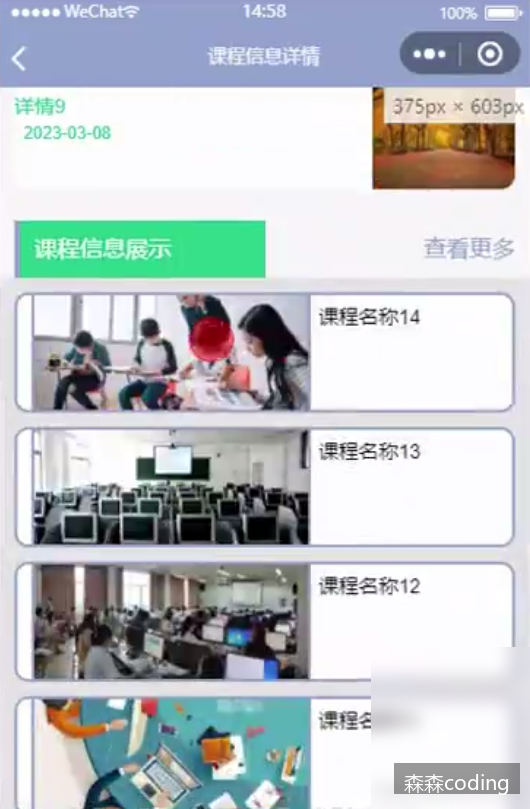 ●●●●● WeChat 14:58 100%
课程信息详情
详情9
375px × 603px
2023-03-08
课程信息展示
查看更多
课程名称14
课程名称13
课程名称12
课程名
森森coding